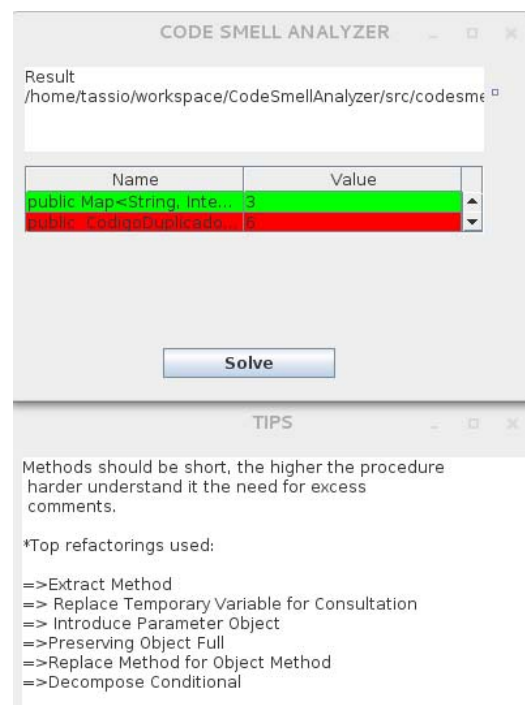 CODE SMELL ANALYZER
Result
/home/tassio/workspace/CodeSmellAnalyzer/src/codesme
Name Value
public Map<String, Inte... 3
public CodigoDuplicado... 6
Solve
TIPS
Methods should be short, the higher the procedure
harder understand it the need for excess
comments.
*Top refactorings used:
=>Extract Method
=> Replace Temporary Variable for Consultation
=> Introduce Parameter Object
=>Preserving Object Full
=>Replace Method for Object Method
=>Decompose Conditional